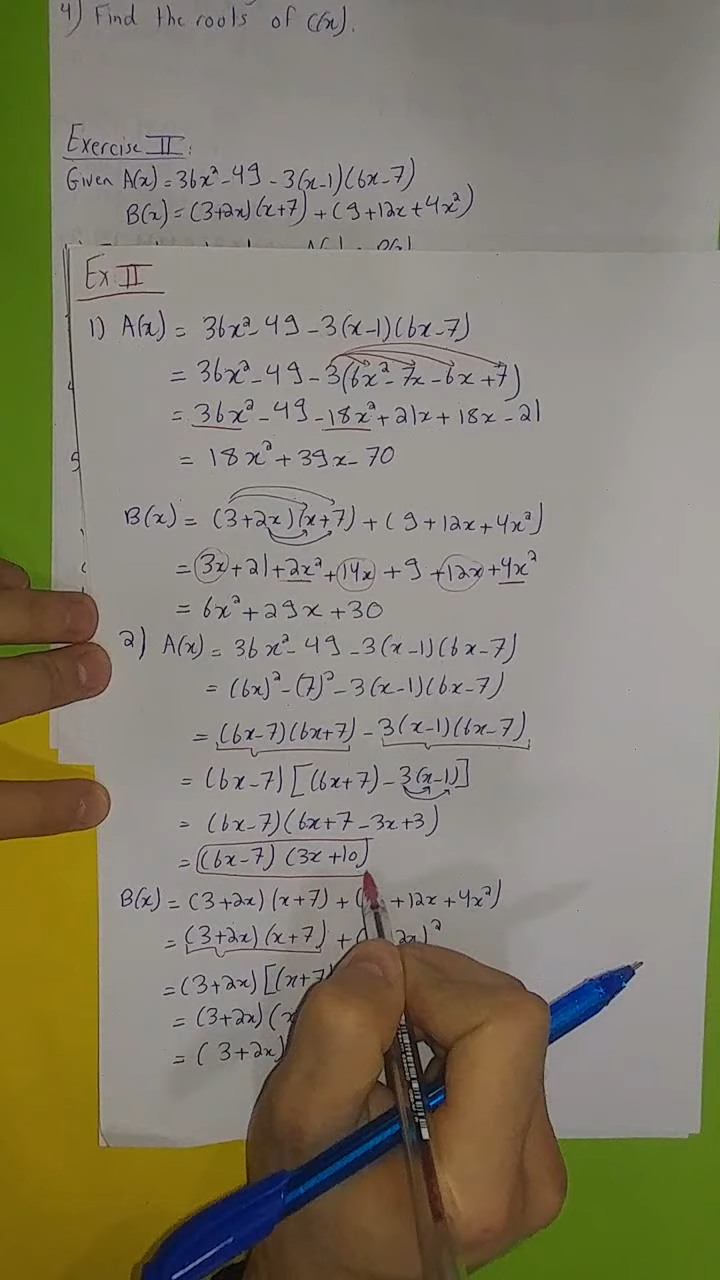 4) Find the roots of C(x).
Exercise II:
Given A(x) = 36x² - 49 - 3(x-1)(6x-7)
B(x) = (3+2x)(x+7) + (9+12x+4x²)
Ex: II
1) A(x) = 36x² - 49 - 3(x-1)(6x-7)
= 36x² - 49 - 3(6x² - 7x - 6x + 7)
= 36x² - 49 - 18x² + 21x + 18x - 21
= 18x² + 39x - 70
B(x) = (3+2x)(x+7) + (9+12x+4x²)
= 3x + 21 + 2x² + 14x + 9 + 12x + 4x²
= 6x² + 29x + 30
2) A(x) = 36x² - 49 - 3(x-1)(6x-7)
= (6x)² - (7)² - 3(x-1)(6x-7)
= (6x-7)(6x+7) - 3(x-1)(6x-7)
= (6x-7)[(6x+7) - 3(x-1)]
= (6x-7)(6x+7-3x+3)
= (6x-7)(3x+10)
B(x) = (3+2x)(x+7) + ( + 12x + 4x²)
= (3+2x)(x+7) + ( 2x)²
= (3+2x)[(x+7)
= (3+2x)(x
= (3+2x)